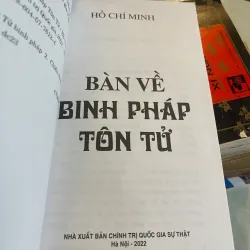 HỒ CHÍ MINH
BÀN VỀ
BINH PHÁP
TÔN TỬ
NHÀ XUẤT BẢN CHÍNH TRỊ QUỐC GIA SỰ THẬT
Hà Nội - 2022